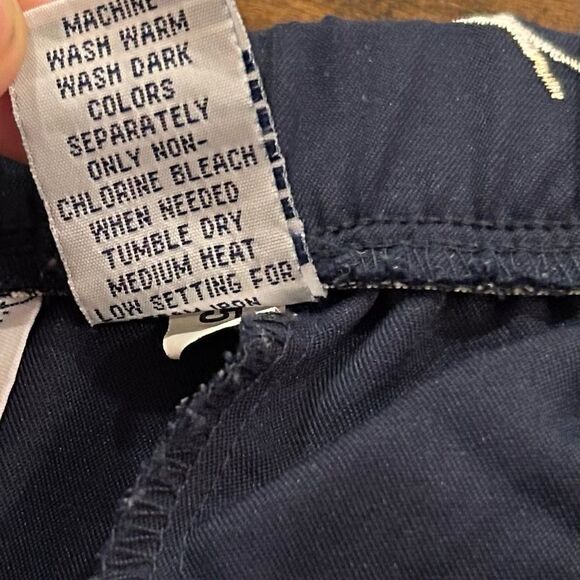 MACHINE
WASH WARM
WASH DARK
COLORS
SEPARATELY
ONLY NON-
CHLORINE BLEACH
WHEN NEEDED
TUMBLE DRY
MEDIUM HEAT
LOW SETTING FOR
IRON